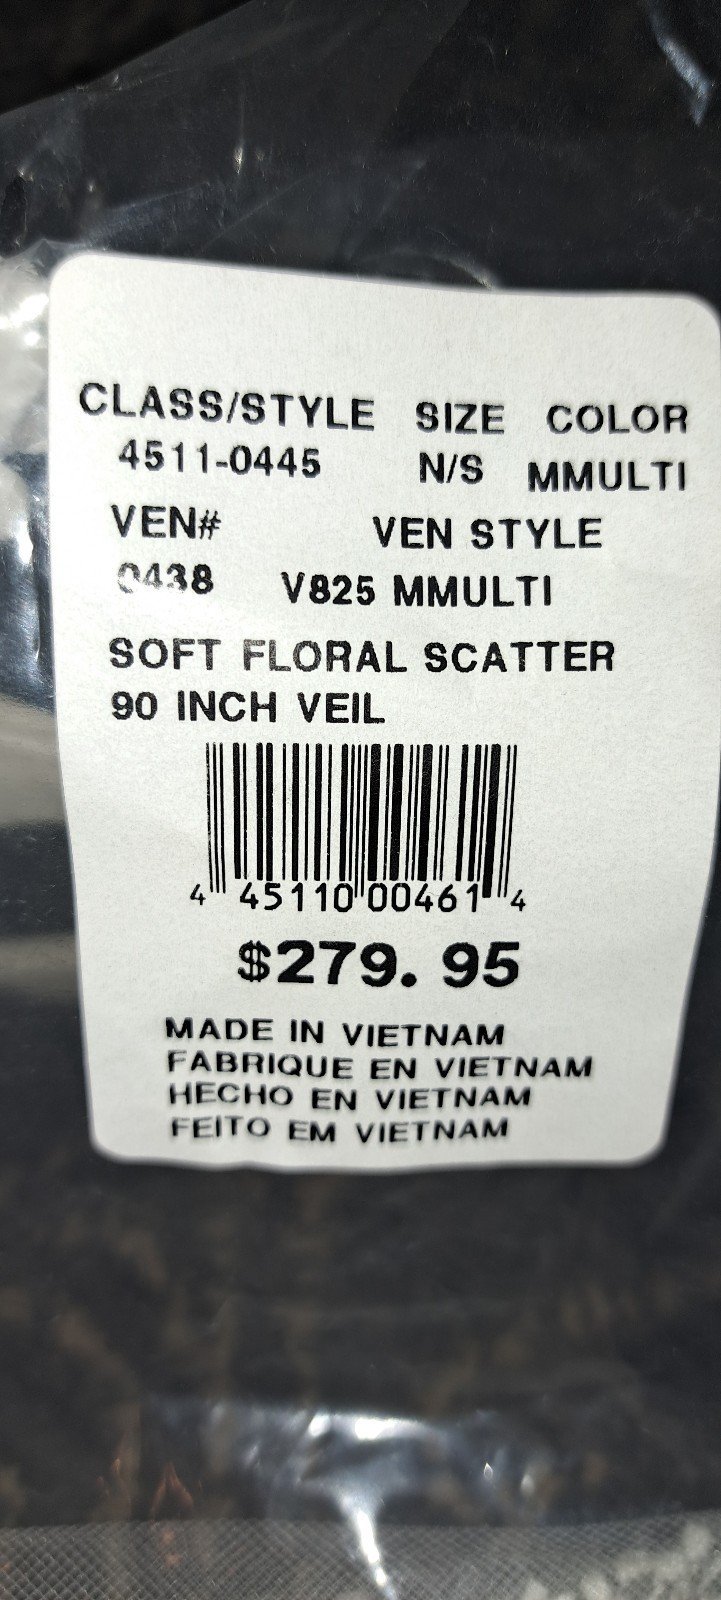 CLASS/STYLE SIZE COLOR
4511-0445 N/S MMULTI
VEN# VEN STYLE
0438 V825 MMULTI
SOFT FLORAL SCATTER
90 INCH VEIL
4 45110 00461 4
$279.95
MADE IN VIETNAM
FABRIQUE EN VIETNAM
HECHO EN VIETNAM
FEITO EM VIETNAM